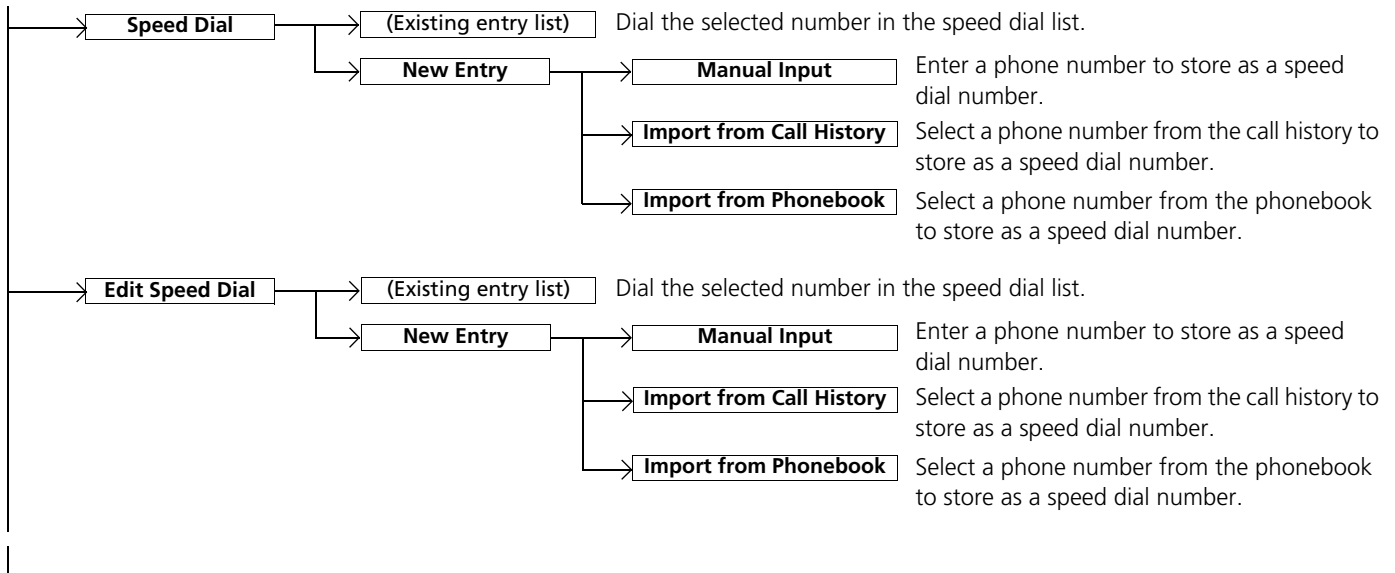 Speed Dial
(Existing entry list)
Dial the selected number in the speed dial list.
New Entry
Manual Input
Enter a phone number to store as a speed
dial number.
Import from Call History
Select a phone number from the call history to
store as a speed dial number.
Import from Phonebook
Select a phone number from the phonebook
to store as a speed dial number.
Edit Speed Dial
(Existing entry list)
Dial the selected number in the speed dial list.
New Entry
Manual Input
Enter a phone number to store as a speed
dial number.
Import from Call History
Select a phone number from the call history to
store as a speed dial number.
Import from Phonebook
Select a phone number from the phonebook
to store as a speed dial number.